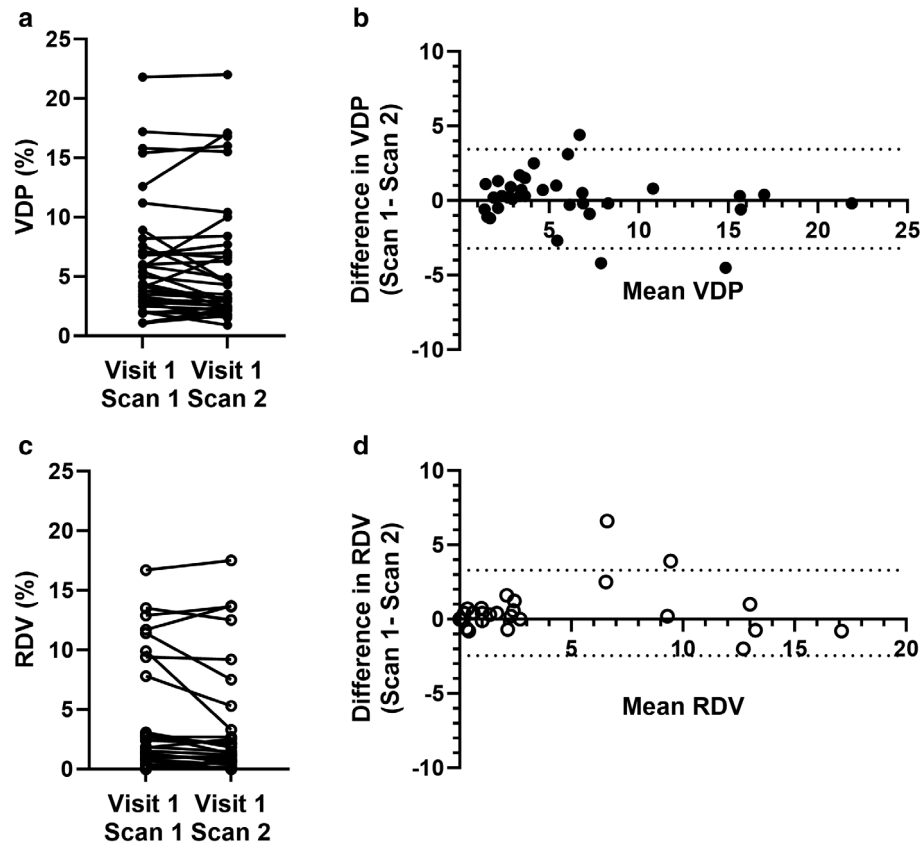 a
25
20
15
10
5
0
VDP (%)
Visit 1 Visit 1
Scan 1 Scan 2
b
10
5
0
-5
-10
Difference in VDP
(Scan 1- Scan 2)
5 10 15 20 25
Mean VDP
c
25
20
15
10
5
0
RDV (%)
Visit 1 Visit 1
Scan 1 Scan 2
d
10
5
0
-5
-10
Difference in RDV
(Scan 1- Scan 2)
5 10 15 20
Mean RDV